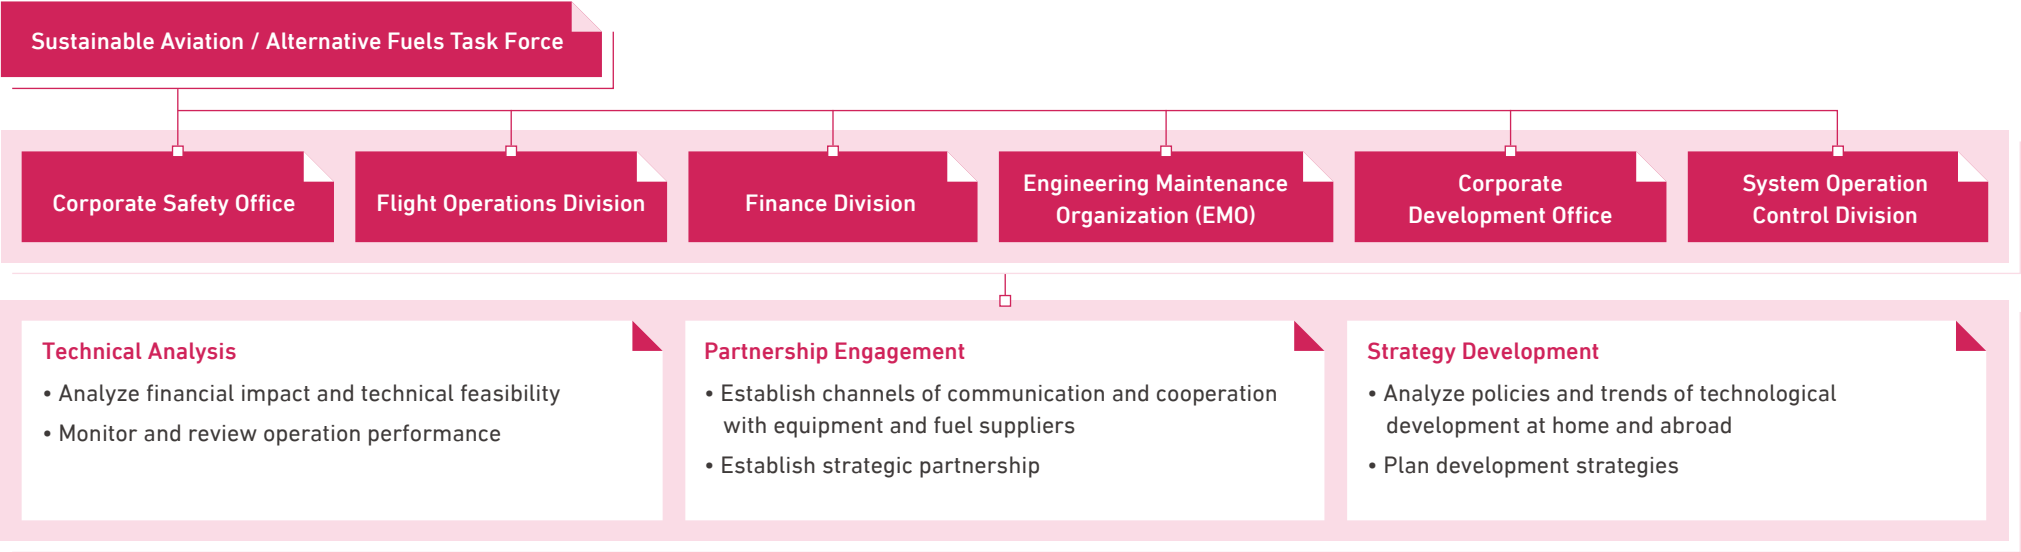 Sustainable Aviation / Alternative Fuels Task Force
Corporate Safety Office
Flight Operations Division
Finance Division
Engineering Maintenance
Organization (EMO)
Corporate
Development Office
System Operation
Control Division
Technical Analysis
• Analyze financial impact and technical feasibility
• Monitor and review operation performance
Partnership Engagement
• Establish channels of communication and cooperation
with equipment and fuel suppliers
• Establish strategic partnership
Strategy Development
• Analyze policies and trends of technological
development at home and abroad
• Plan development strategies